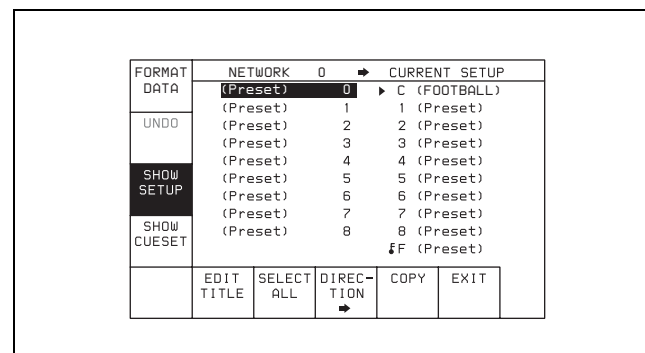 FORMAT
DATA
UNDO
SHOW
SETUP
SHOW
CUESET
NETWORK 0 ➡ CURRENT SETUP
(Preset) 0 ▶ C (FOOTBALL)
(Preset) 1 1 (Preset)
(Preset) 2 2 (Preset)
(Preset) 3 3 (Preset)
(Preset) 4 4 (Preset)
(Preset) 5 5 (Preset)
(Preset) 6 6 (Preset)
(Preset) 7 7 (Preset)
(Preset) 8 8 (Preset)
F (Preset)
EDIT
TITLE
SELECT
ALL
DIREC-
TION
➡
COPY
EXIT